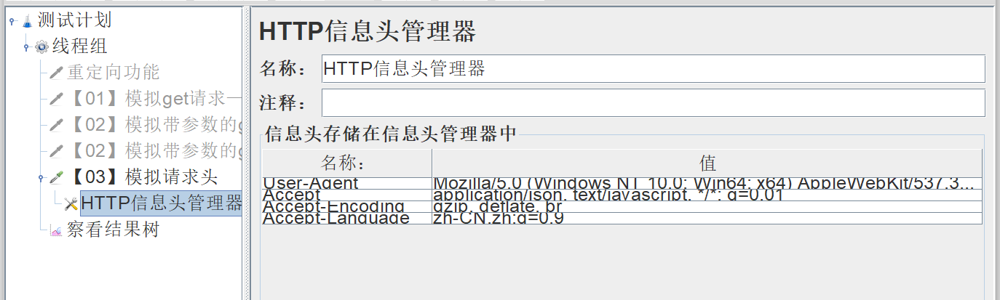 测试计划
线程组
重定向功能
【01】模拟get请求一
【02】模拟带参数的g
【02】模拟带参数的g
【03】模拟请求头
HTTP信息头管理器
察看结果树
HTTP信息头管理器
名称： HTTP信息头管理器
注释：
信息头存储在信息头管理器中
名称： 值
User-Agent Mozilla/5.0 (Windows NT 10.0; Win64; x64) AppleWebKit/537.3...
Accept application/json, text/javascript, */*; q=0.01
Accept-Encoding gzip, deflate, br
Accept-Language zh-CN,zh;q=0.9